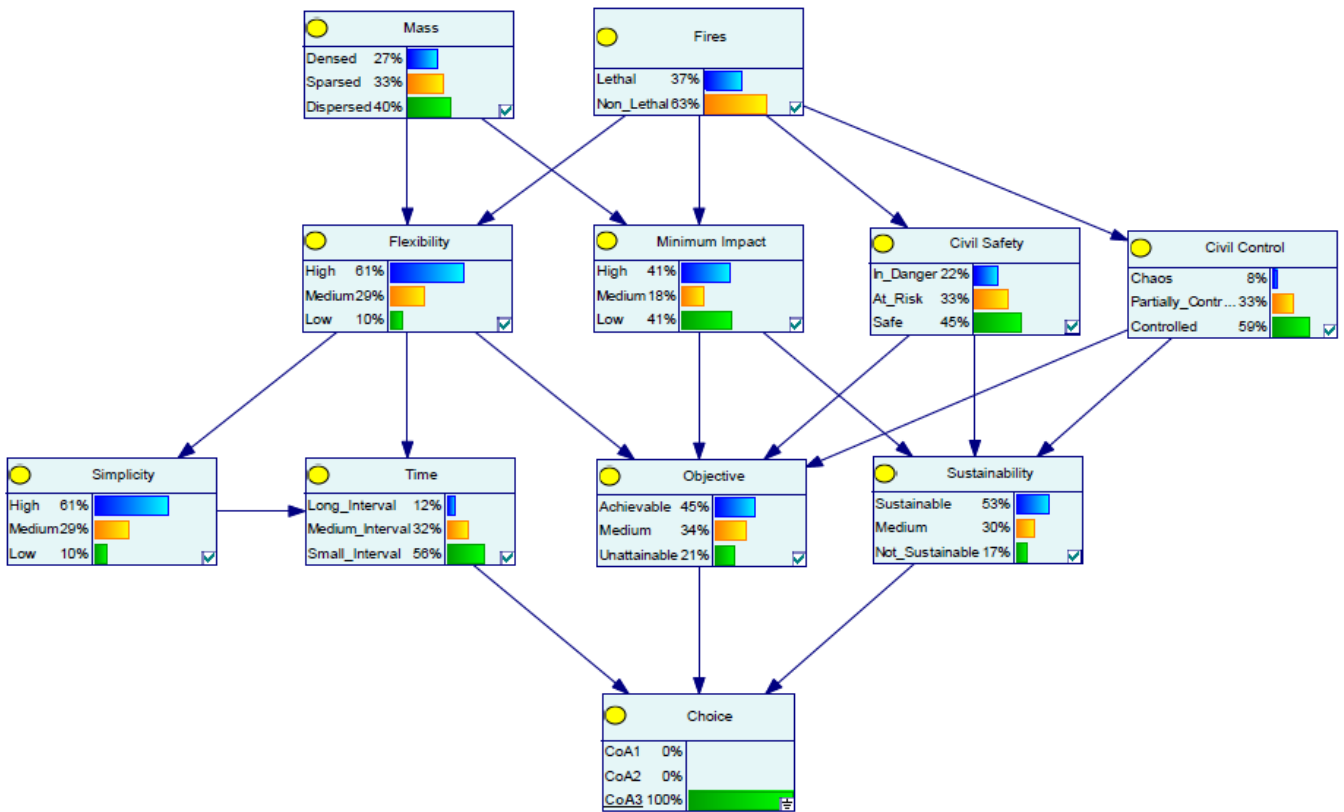 Mass
Densed 27%
Sparsed 33%
Dispersed 40%
Fires
Lethal 37%
Non_Lethal 63%
Flexibility
High 61%
Medium 29%
Low 10%
Minimum Impact
High 41%
Medium 18%
Low 41%
Civil Safety
In_Danger 22%
At_Risk 33%
Safe 45%
Civil Control
Chaos 8%
Partially_Contr... 33%
Controlled 59%
Simplicity
High 61%
Medium 29%
Low 10%
Time
Long_Interval 12%
Medium_Interval 32%
Small_Interval 56%
Objective
Achievable 45%
Medium 34%
Unattainable 21%
Sustainability
Sustainable 53%
Medium 30%
Not_Sustainable 17%
Choice
CoA1 0%
CoA2 0%
CoA3 100%